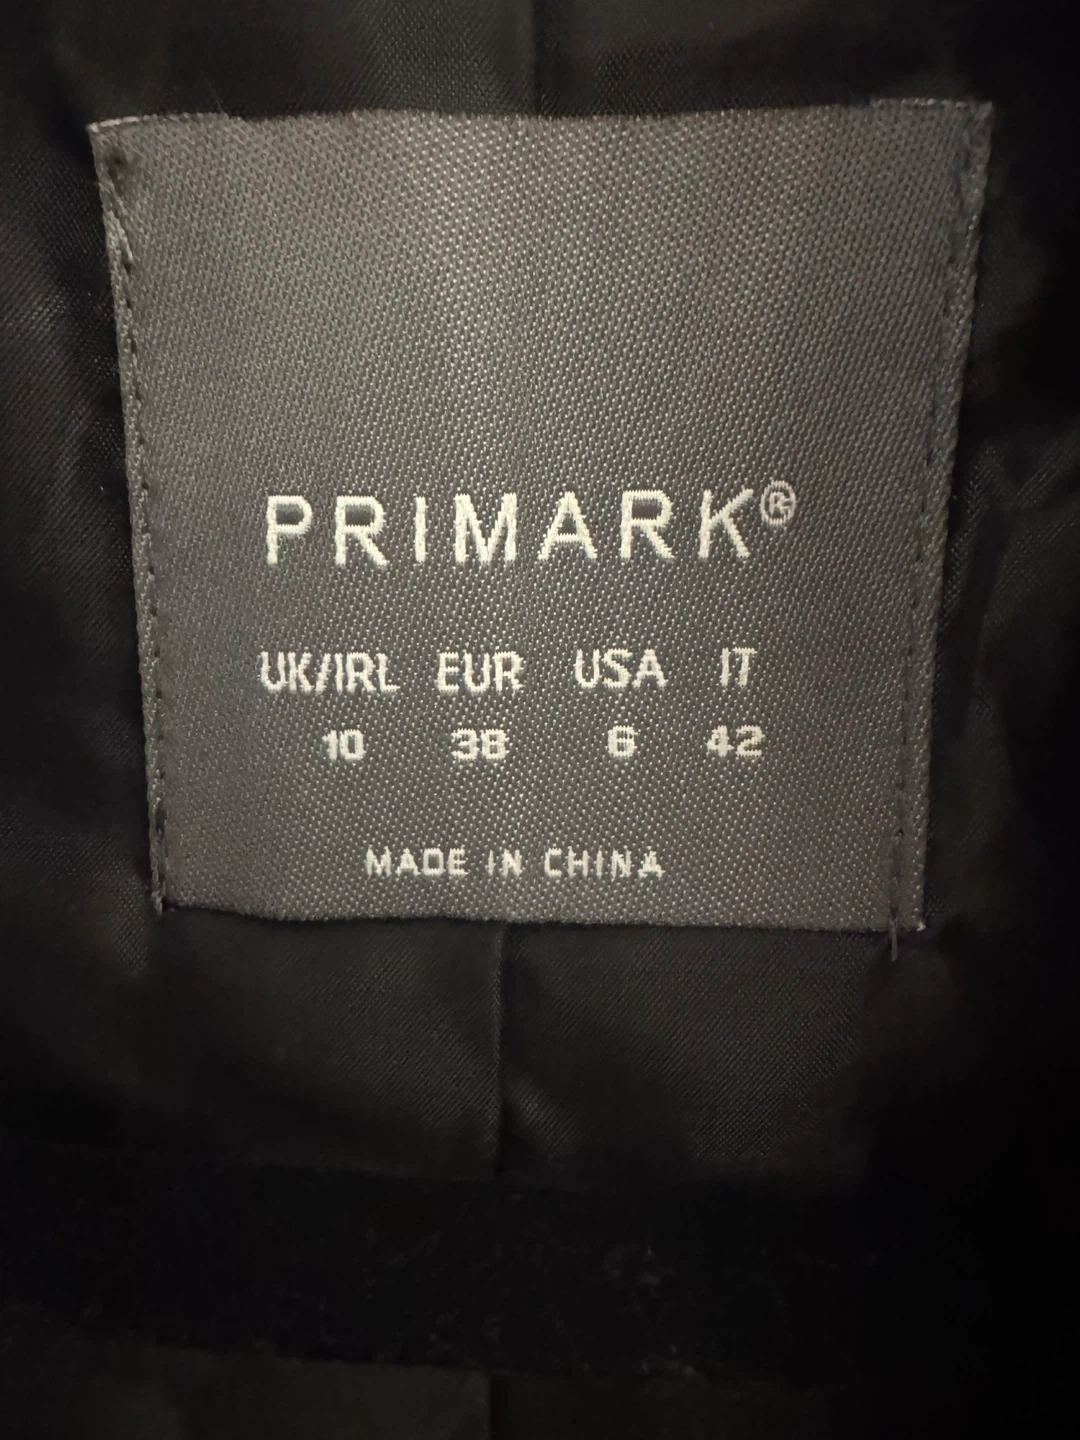 PRIMARK®
UK/IRL EUR USA IT
10 38 6 42
MADE IN CHINA